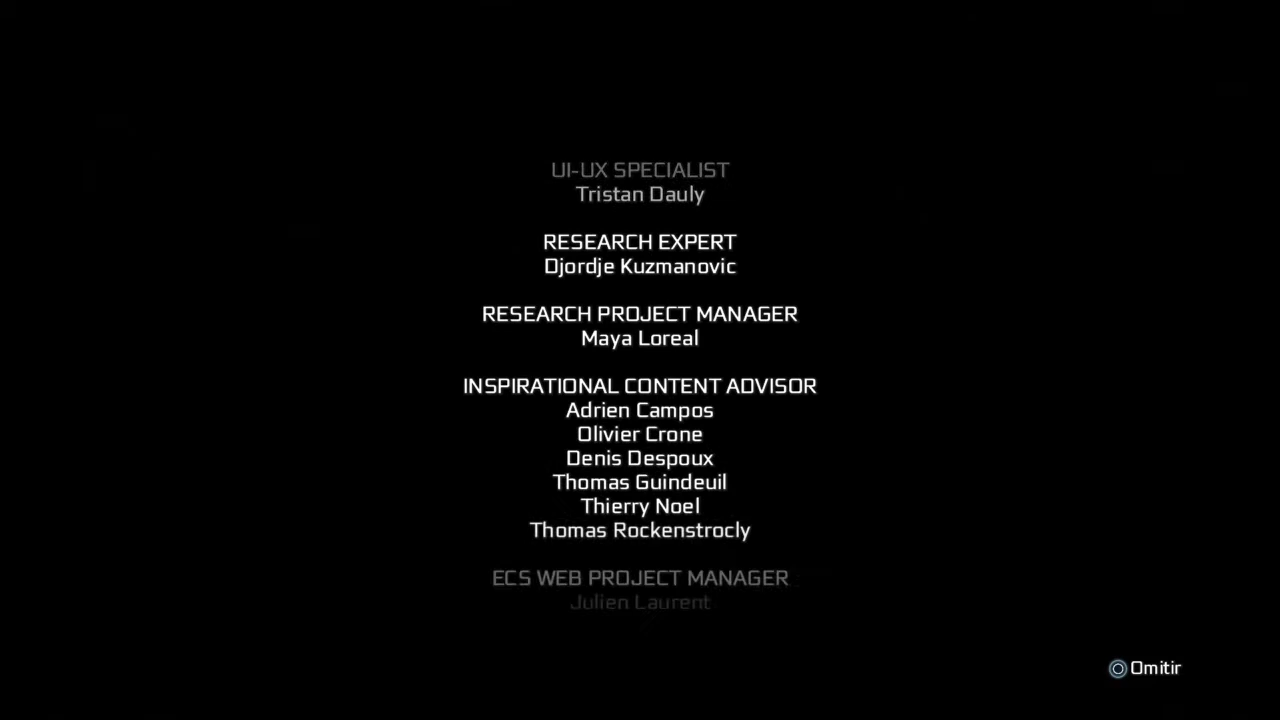 UI-UX SPECIALIST
Tristan Dauly
RESEARCH EXPERT
Djordje Kuzmanovic
RESEARCH PROJECT MANAGER
Maya Loreal
INSPIRATIONAL CONTENT ADVISOR
Adrien Campos
Olivier Crone
Denis Despoux
Thomas Guindeuil
Thierry Noel
Thomas Rockenstrocly
ECS WEB PROJECT MANAGER
Julien Laurent
Omitir